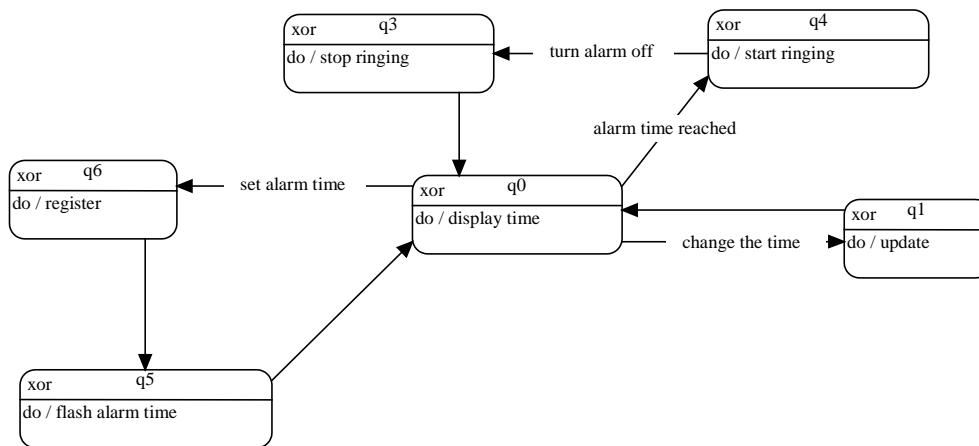 xor q3
do / stop ringing
turn alarm off
xor q4
do / start ringing
alarm time reached
xor q6
do / register
set alarm time
xor q0
do / display time
change the time
xor q1
do / update
xor q5
do / flash alarm time